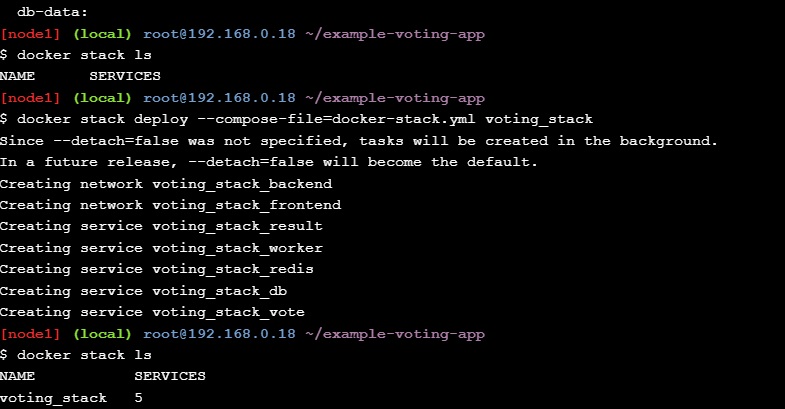 db-data:
[node1] (local) root@192.168.0.18 ~/example-voting-app
$ docker stack ls
NAME      SERVICES
[node1] (local) root@192.168.0.18 ~/example-voting-app
$ docker stack deploy --compose-file=docker-stack.yml voting_stack
Since --detach=false was not specified, tasks will be created in the background.
In a future release, --detach=false will become the default.
Creating network voting_stack_backend
Creating network voting_stack_frontend
Creating service voting_stack_result
Creating service voting_stack_worker
Creating service voting_stack_redis
Creating service voting_stack_db
Creating service voting_stack_vote
[node1] (local) root@192.168.0.18 ~/example-voting-app
$ docker stack ls
NAME           SERVICES
voting_stack   5